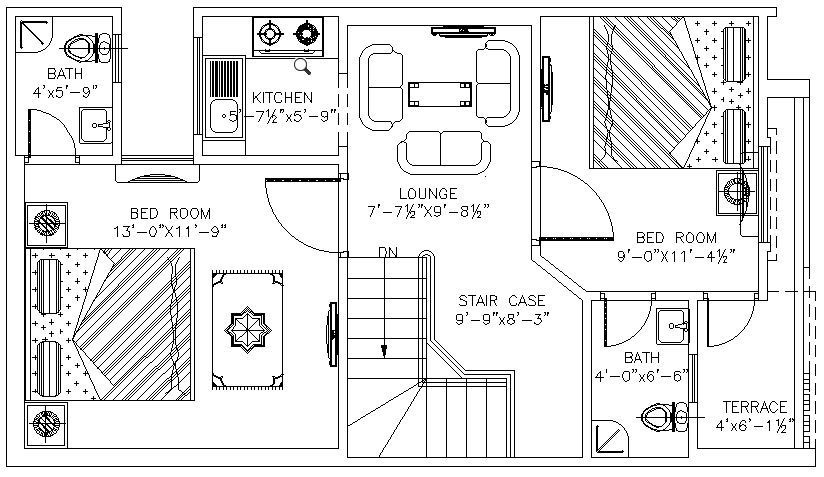 BATH
4'x5'-9"
KITCHEN
5'-7½"x5'-9"
LOUNGE
7'-7½"X9'-8½"
BED ROOM
13'-0"X11'-9"
BED ROOM
9'-0"X11'-4½"
DN
STAIR CASE
9'-9"x8'-3"
BATH
4'-0"x6'-6"
TERRACE
4'x6'-1½"